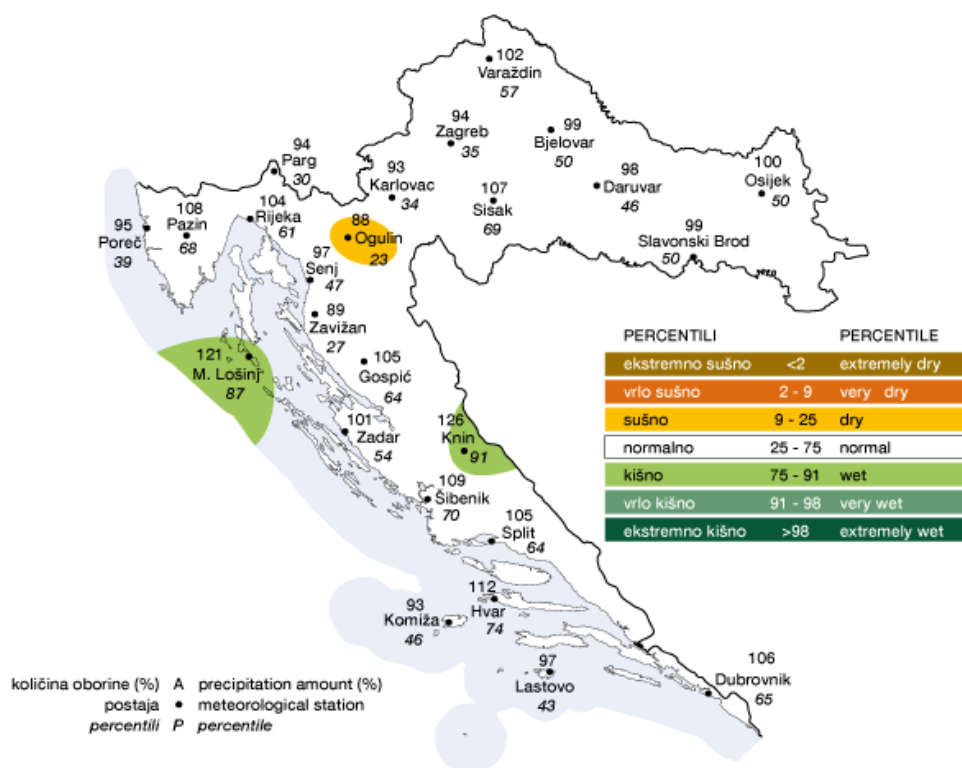 102
Varaždin
57
94
Zagreb
35
99
Bjelovar
50
94
Parg
30
93
Karlovac
34
98
Daruvar
46
100
Osijek
50
107
Sisak
69
104
Rijeka
61
108
Pazin
68
95
Poreč
39
88
Ogulin
23
99
Slavonski Brod
50
97
Senj
47
89
Zavižan
27
121
M. Lošinj
87
105
Gospić
64
101
Zadar
54
126
Knin
91
109
Šibenik
70
105
Split
64
112
Hvar
74
93
Komiža
46
97
Lastovo
43
106
Dubrovnik
65
PERCENTILI PERCENTILE
ekstremno sušno <2 extremely dry
vrlo sušno 2 - 9 very dry
sušno 9 - 25 dry
normalno 25 - 75 normal
kišno 75 - 91 wet
vrlo kišno 91 - 98 very wet
ekstremno kišno >98 extremely wet
količina oborine (%) A precipitation amount (%)
postaja meteorological station
percentili P percentile